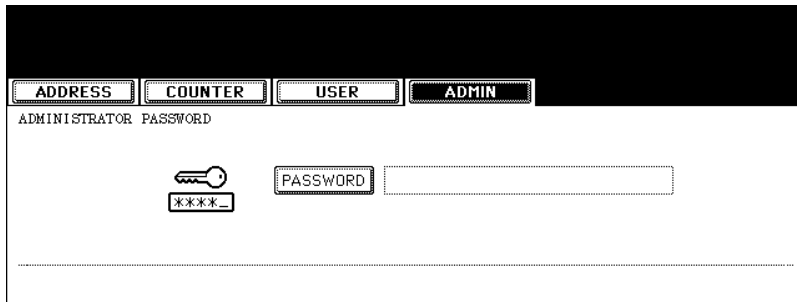 ADDRESS COUNTER USER ADMIN
ADMINISTRATOR PASSWORD
PASSWORD
****_